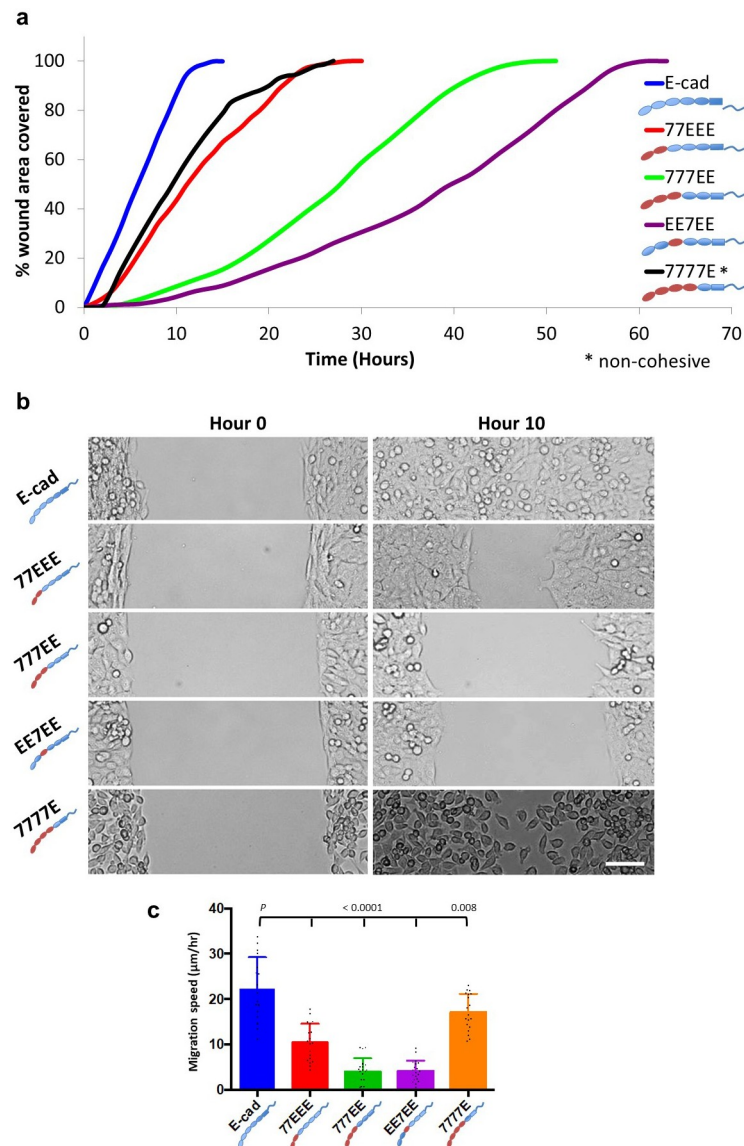 a
% wound area covered
100
80
60
40
20
0
0 10 20 30 40 50 60 70
Time (Hours)
* non-cohesive
E-cad
77EEE
777EE
EE7EE
7777E *
b
Hour 0 Hour 10
E-cad
77EEE
777EE
EE7EE
7777E
c
P < 0.0001 0.008
Migration speed (µm/hr)
40
30
20
10
0
E-cad 77EEE 777EE EE7EE 7777E